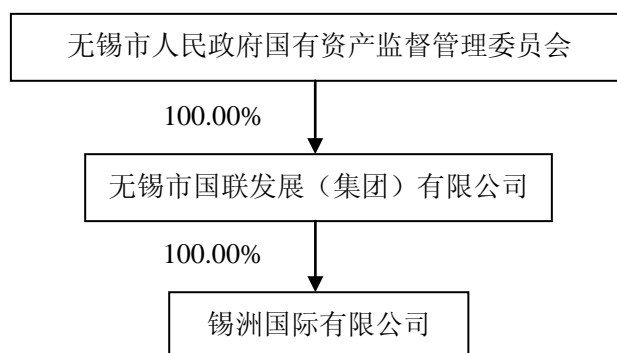 无锡市人民政府国有资产监督管理委员会
100.00%
无锡市国联发展（集团）有限公司
100.00%
锡洲国际有限公司